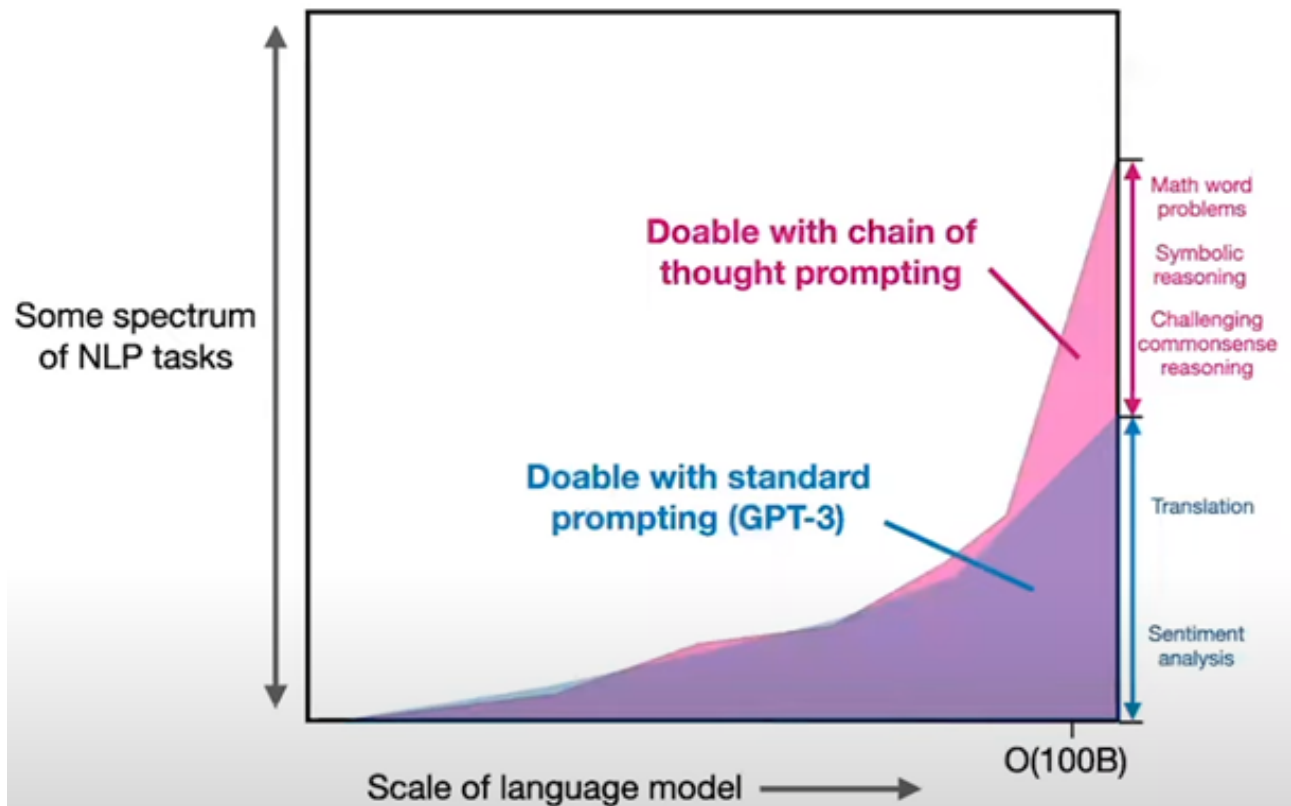 Doable with chain of
thought prompting
Math word
problems
Symbolic
reasoning
Challenging
commonsense
reasoning
Some spectrum
of NLP tasks
Doable with standard
prompting (GPT-3)
Translation
Sentiment
analysis
O(100B)
Scale of language model